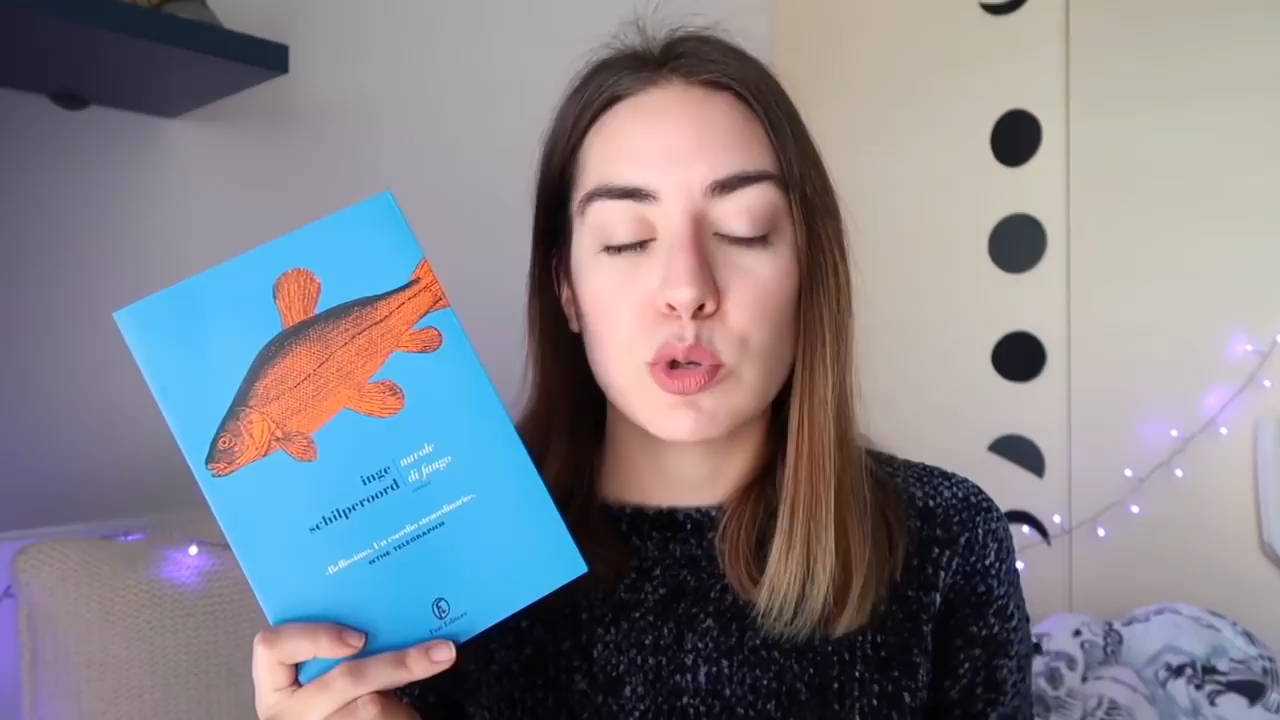 inge
schilperoord
nuvole
di fango
romanzo
«Bellissimo. Un esordio straordinario».
«THE TELEGRAPH»
Fazi Editore